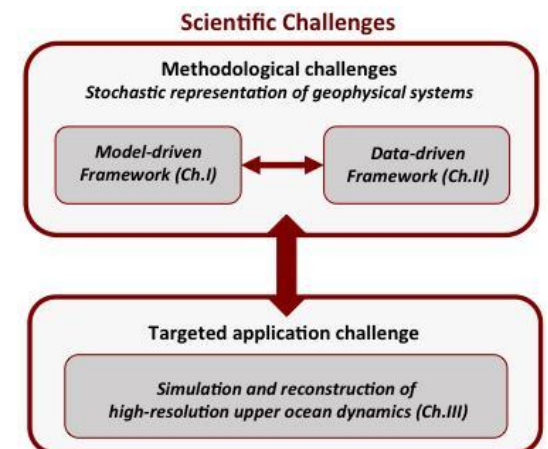 Scientific Challenges
Methodological challenges
Stochastic representation of geophysical systems
Model-driven
Framework (Ch.I)
Data-driven
Framework (Ch.II)
Targeted application challenge
Simulation and reconstruction of
high-resolution upper ocean dynamics (Ch.III)